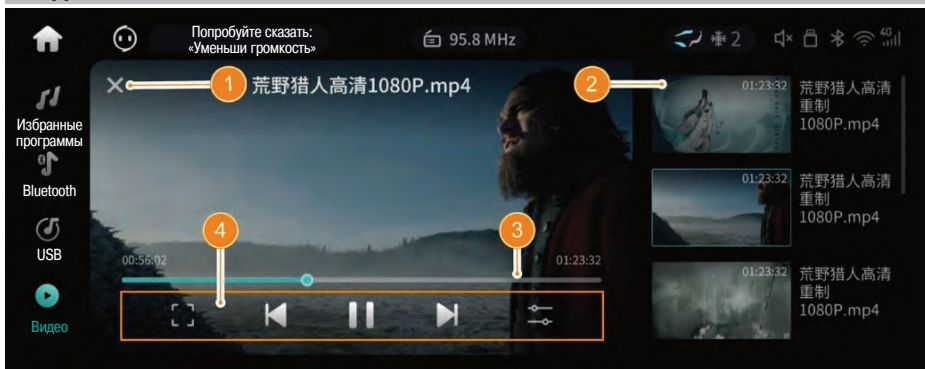 Попробуйте сказать:
«Уменьши громкость»
95.8 MHz
2
4G
1
荒野猎人高清1080P.mp4
2
01:23:32
荒野猎人高清
重制
1080P.mp4
Избранные
программы
Bluetooth
USB
Видео
01:23:32
荒野猎人高清
重制
1080P.mp4
4
3
00:56:02
01:23:32
01:23:32
荒野猎人高清
重制
1080P.mp4